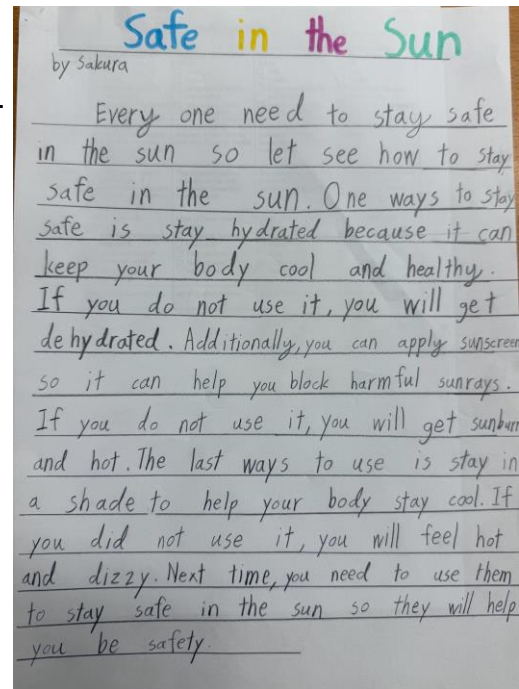 Safe in the Sun
by Sakura
Every one need to stay safe
in the sun so let see how to stay
safe in the sun. One ways to stay
safe is stay hydrated because it can
keep your body cool and healthy.
If you do not use it, you will get
dehydrated. Additionally, you can apply sunscreen
so it can help you block harmful sunrays.
If you do not use it, you will get sunburn
and hot. The last ways to use is stay in
a shade to help your body stay cool. If
you did not use it, you will feel hot
and dizzy. Next time, you need to use them
to stay safe in the sun so they will help
you be safety.